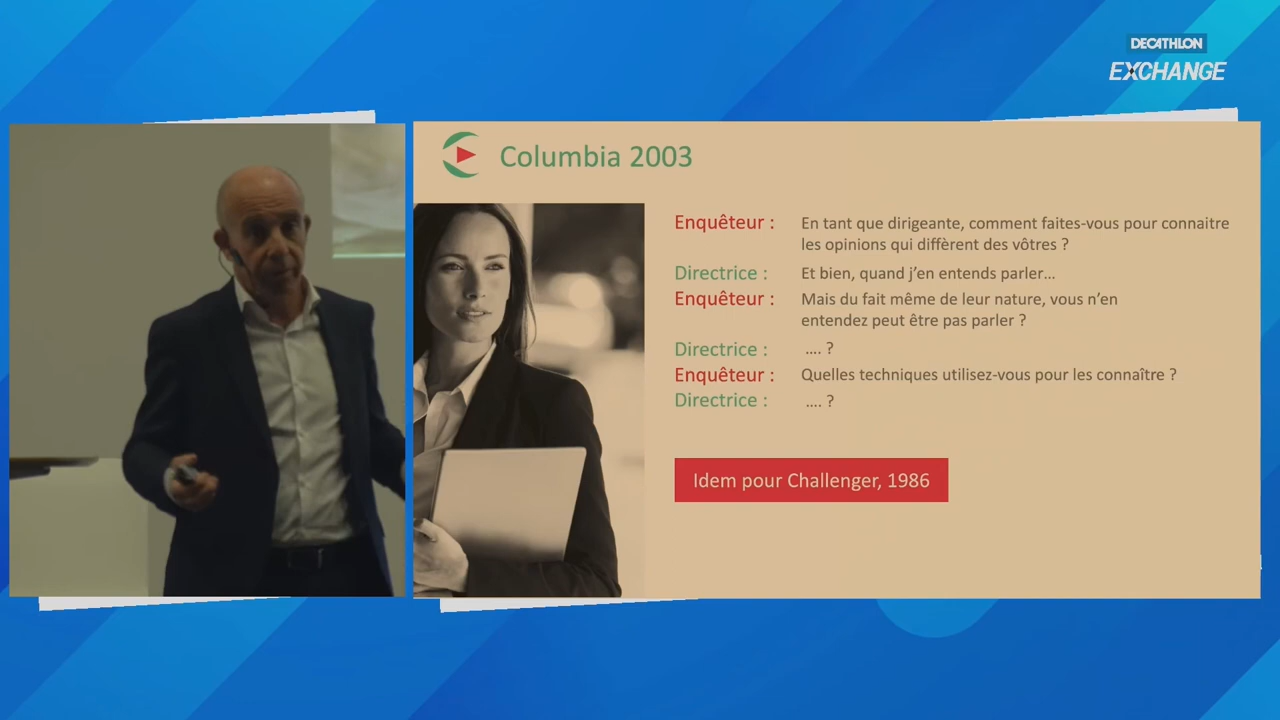 DECATHLON
EXCHANGE
Columbia 2003
Enquêteur : En tant que dirigeante, comment faites-vous pour connaitre
les opinions qui diffèrent des vôtres ?
Directrice : Et bien, quand j'en entends parler...
Enquêteur : Mais du fait même de leur nature, vous n'en
entendez peut être pas parler ?
Directrice : .... ?
Enquêteur : Quelles techniques utilisez-vous pour les connaître ?
Directrice : .... ?
Idem pour Challenger, 1986